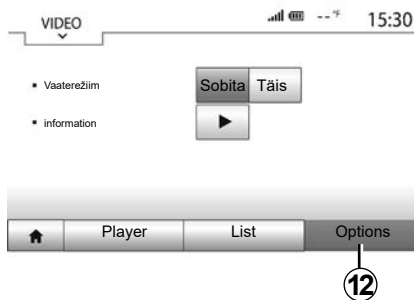 VIDEO --°F 15:30
Vaaterežiim Sobita Täis
information
Player List Options
12